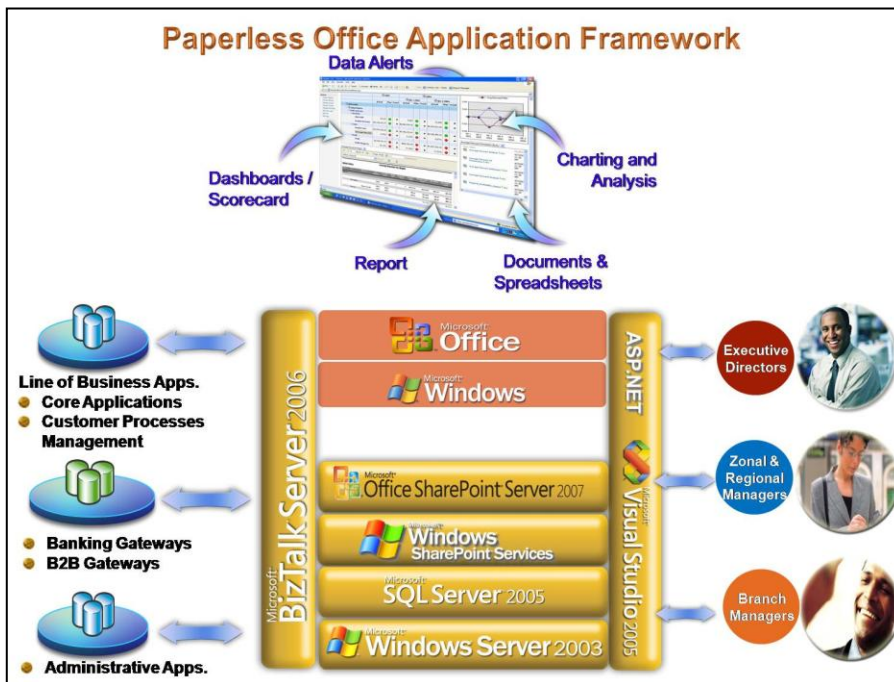 Paperless Office Application Framework
Data Alerts
Dashboards /
Scorecard
Charting and
Analysis
Report
Documents &
Spreadsheets
Line of Business Apps.
Core Applications
Customer Processes
Management
Banking Gateways
B2B Gateways
Administrative Apps.
Microsoft®
BizTalk Server 2006
Microsoft®
Office
Microsoft®
Windows
Microsoft®
Office SharePoint Server 2007
Microsoft®
Windows
SharePoint Services
Microsoft®
SQL Server 2005
Microsoft®
Windows Server 2003
ASP.NET
Microsoft®
Visual Studio 2005
Executive
Directors
Zonal &
Regional
Managers
Branch
Managers